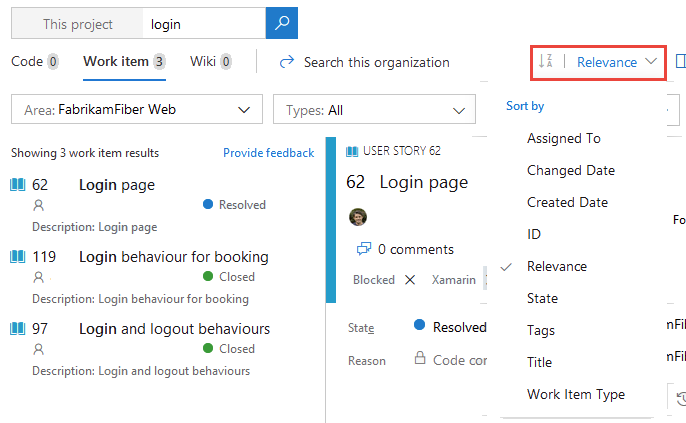 This project login
Code 0 Work item 3 Wiki 0 Search this organization Relevance
Area: FabrikamFiber Web Types: All
Sort by
Assigned To
Changed Date
Created Date
ID
Relevance
State
Tags
Title
Work Item Type
Showing 3 work item results Provide feedback
62 Login page
Resolved
Description: Login page
119 Login behaviour for booking
Closed
Description: Login behaviour for booking
97 Login and logout behaviours
Closed
Description: Login and logout behaviours
USER STORY 62
62 Login page
0 comments
Blocked Xamarin
State Resolved
Reason Code cor
Fo
nFil
nFil